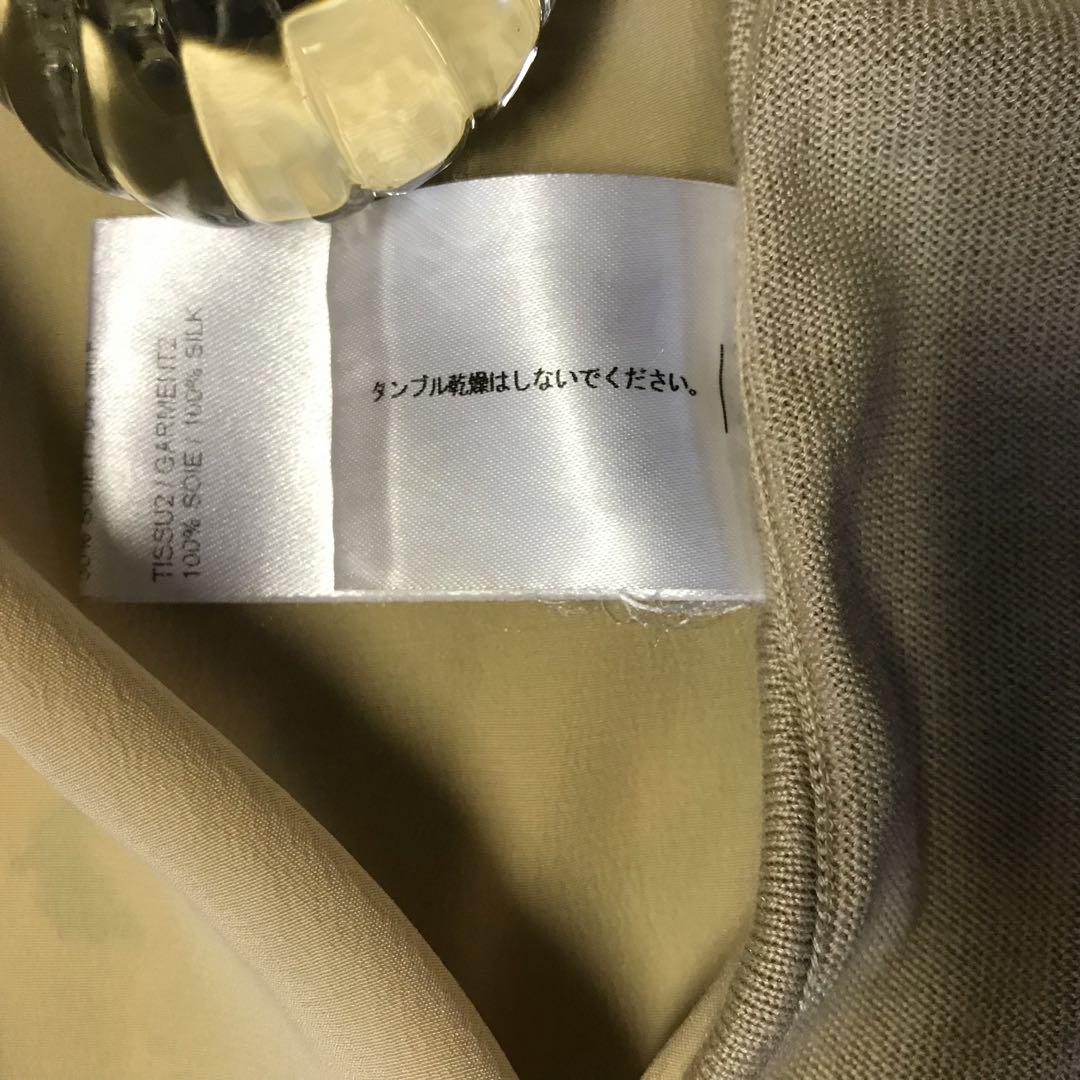 タンブル乾燥はしないでください。
TISSU2 / GARMENT2
100% SOIE / 100% SILK